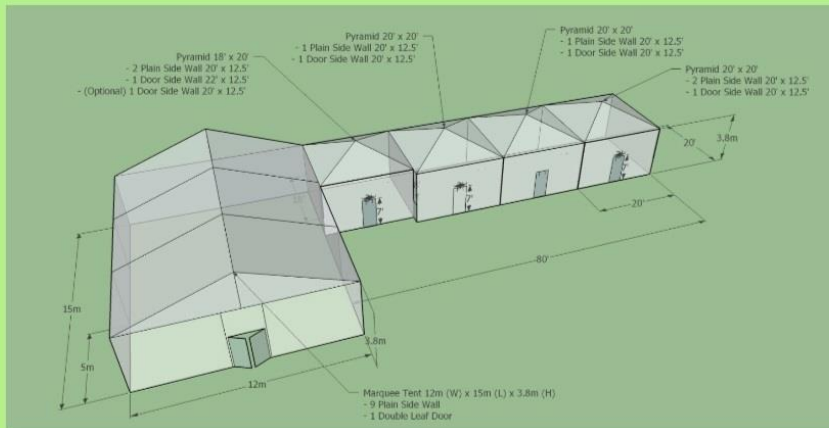 Pyramid 18' x 20'
- 2 Plain Side Wall 20' x 12.5'
- 1 Door Side Wall 22' x 12.5'
- (Optional) 1 Door Side Wall 20' x 12.5'
Pyramid 20' x 20'
- 1 Plain Side Wall 20' x 12.5'
- 1 Door Side Wall 20' x 12.5'
Pyramid 20' x 20'
- 1 Plain Side Wall 20' x 12.5'
- 1 Door Side Wall 20' x 12.5'
Pyramid 20' x 20'
- 2 Plain Side Wall 20' x 12.5'
- 1 Door Side Wall 20' x 12.5'
3.8m
20'
20'
7'
7'
7'
80'
15m
5m
12m
3.8m
Marquee Tent 12m (W) x 15m (L) x 3.8m (H)
- 9 Plain Side Wall
- 1 Double Leaf Door